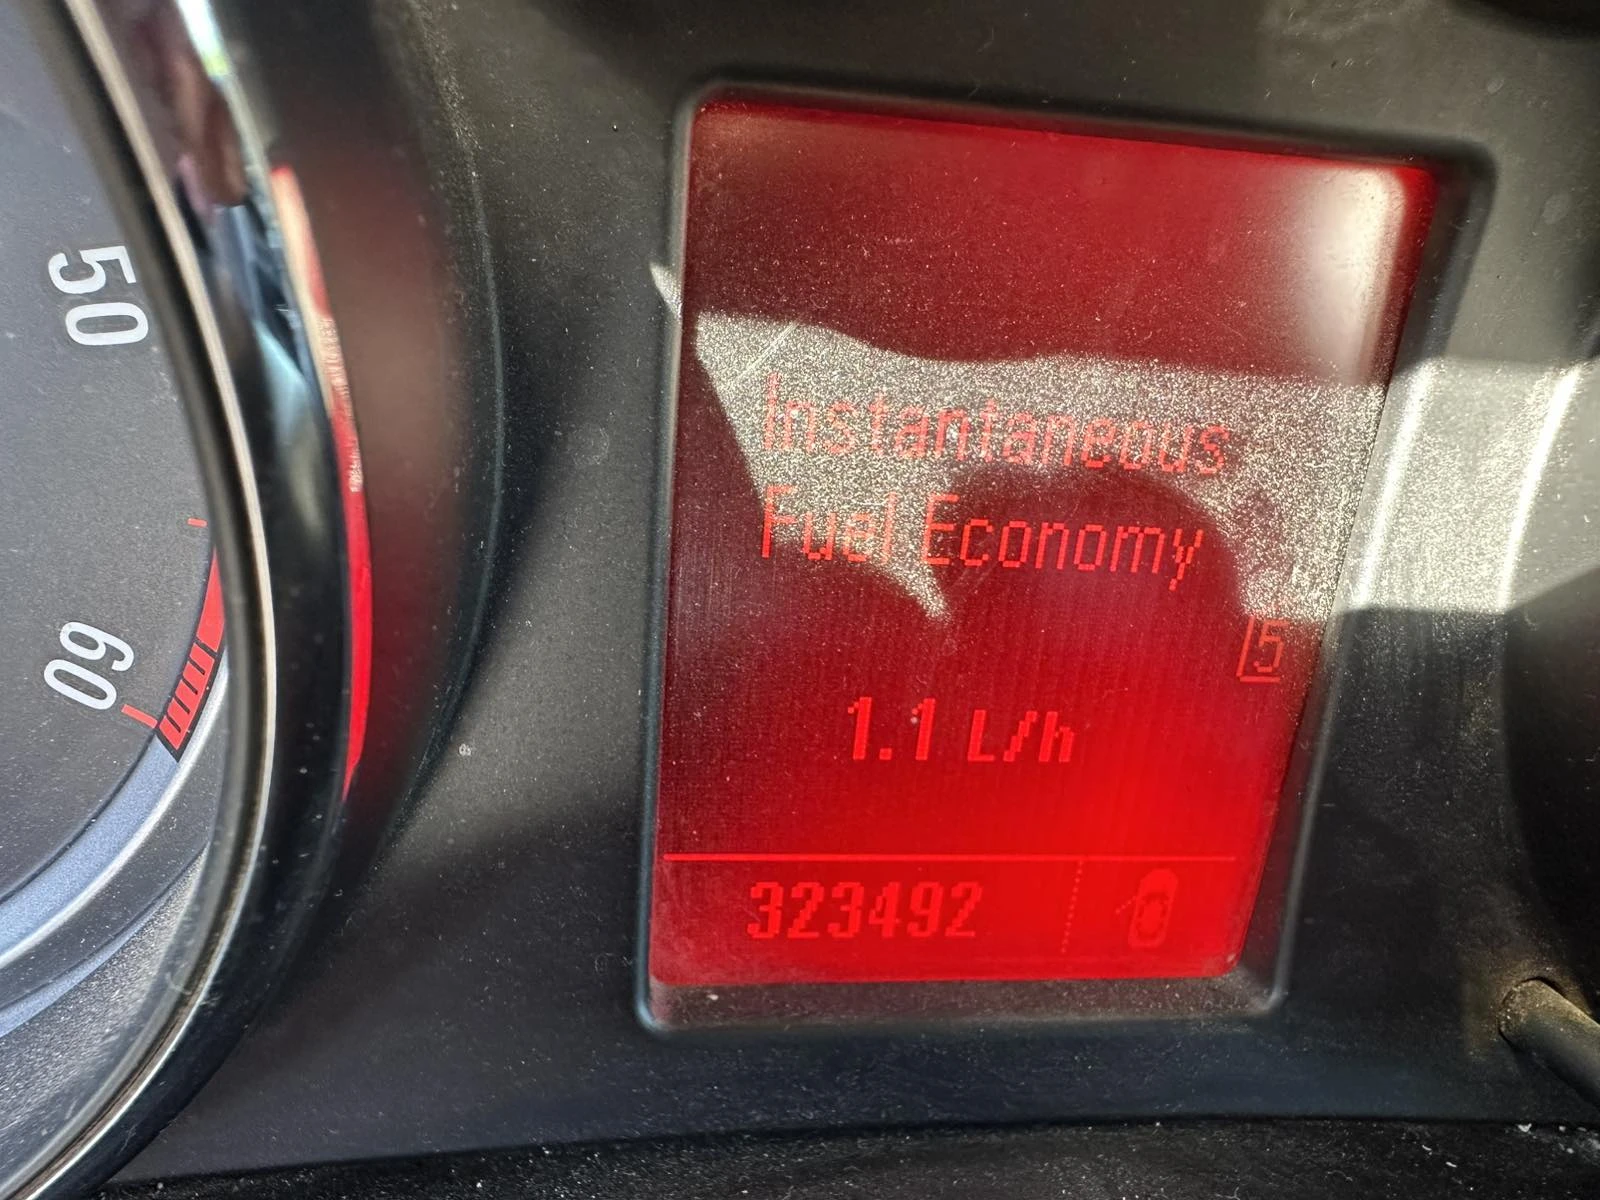 50
60
Instantaneous
Fuel Economy
5
1.1 L/h
323492